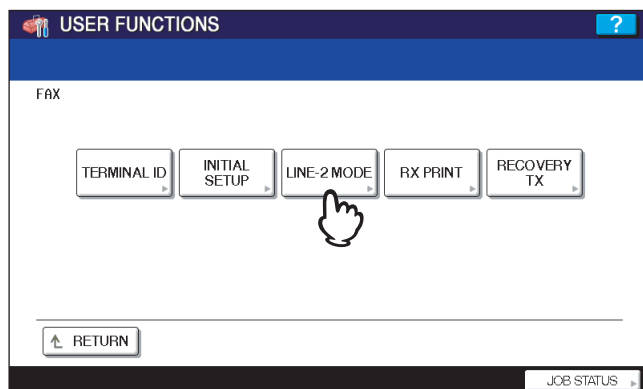 USER FUNCTIONS
?
FAX
TERMINAL ID
INITIAL
SETUP
LINE-2 MODE
RX PRINT
RECOVERY
TX
RETURN
JOB STATUS